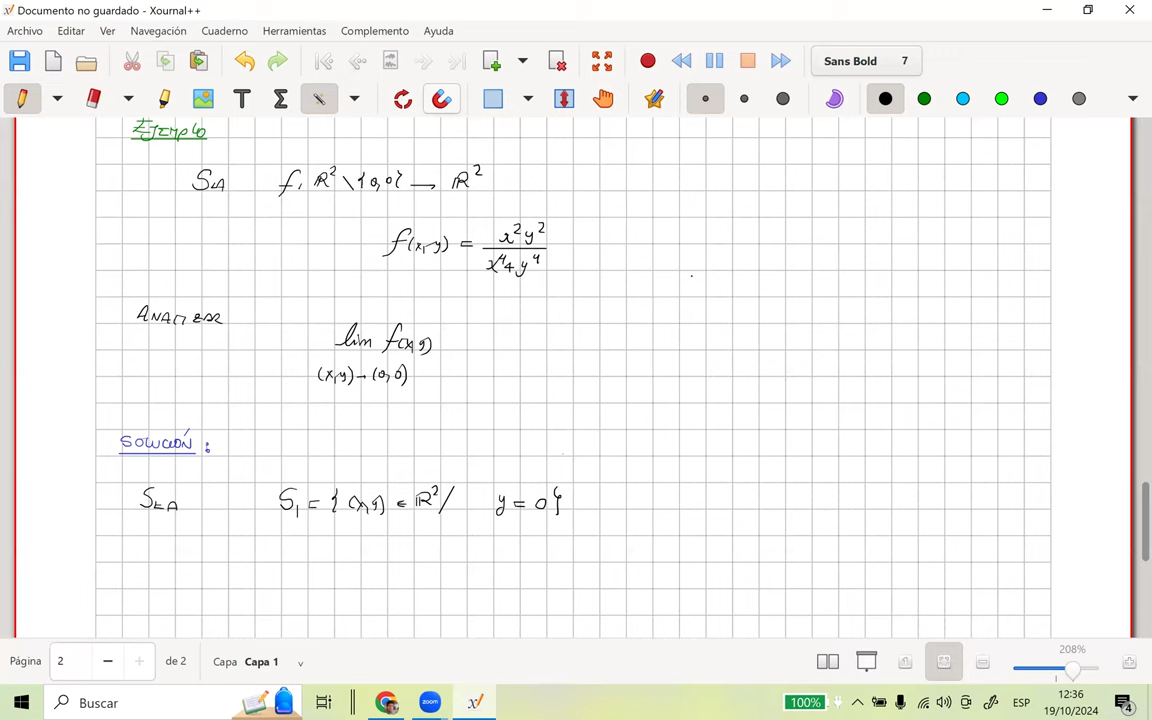 Documento no guardado - Xournal++
Archivo Editar Ver Navegación Cuaderno Herramientas Complemento Ayuda
Sans Bold 7
Ejemplo
Sea f: ℝ² \ {0,0} → ℝ²
f(x,y) = x²y² / x⁴+y⁴
Analizar
lim f(x,y)
(x,y) → (0,0)
Solución:
Sea S₁ = { (x,y) ∈ ℝ² / y = 0 }
Página 2 de 2 Capa Capa 1 208%
Buscar
100% ESP 12:36
19/10/2024
4